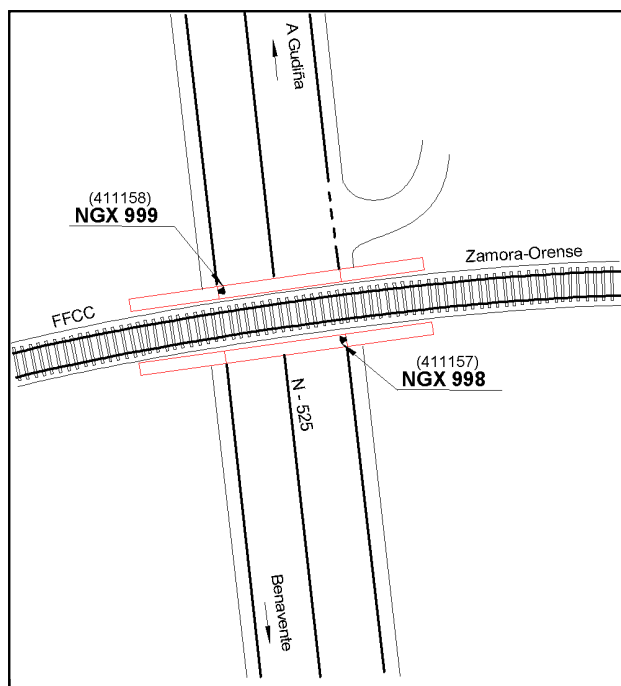 A Gudiña
(411158)
NGX 999
Zamora-Orense
FFCC
(411157)
NGX 998
N - 525
Benavente